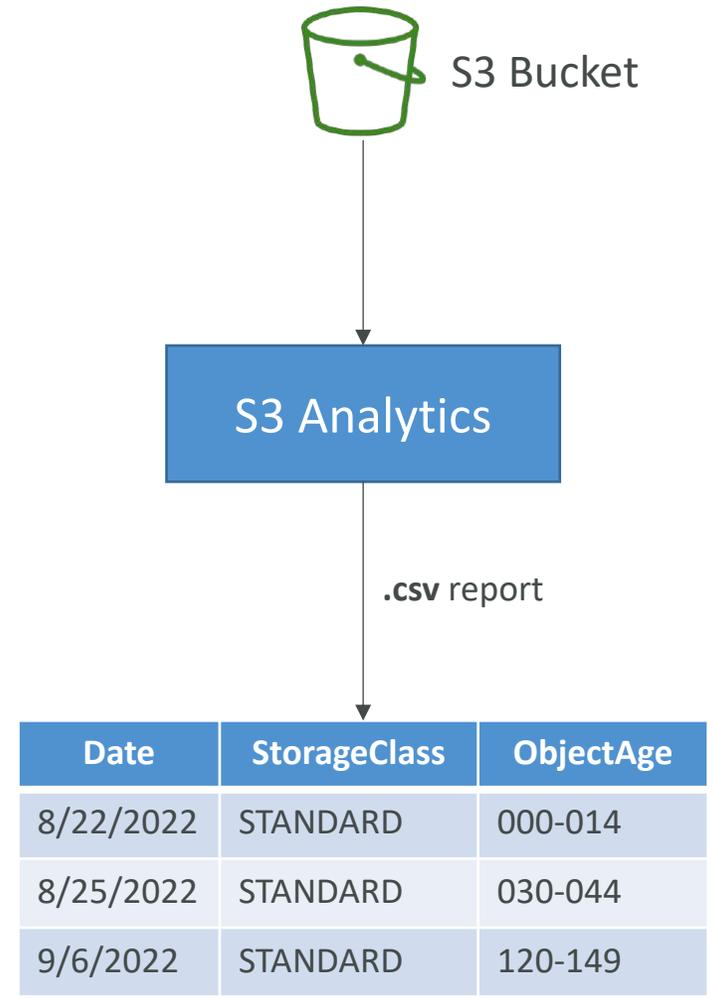 S3 Bucket
S3 Analytics
.csv report
Date StorageClass ObjectAge
8/22/2022 STANDARD 000-014
8/25/2022 STANDARD 030-044
9/6/2022 STANDARD 120-149